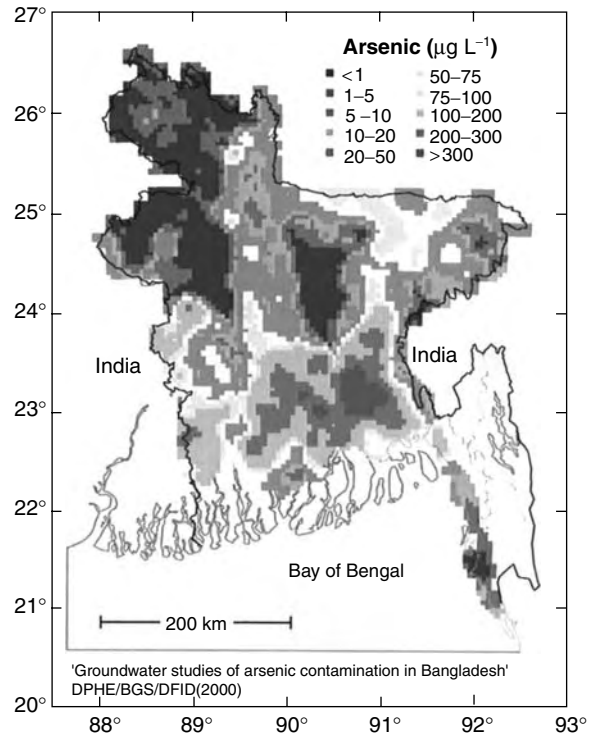 27°
26°
25°
24°
23°
22°
21°
20°
Arsenic (µg L−1)
<1
1–5
5 –10
10–20
20–50
50–75
75–100
100–200
200–300
>300
India
India
Bay of Bengal
200 km
'Groundwater studies of arsenic contamination in Bangladesh'
DPHE/BGS/DFID(2000)
88° 89° 90° 91° 92° 93°